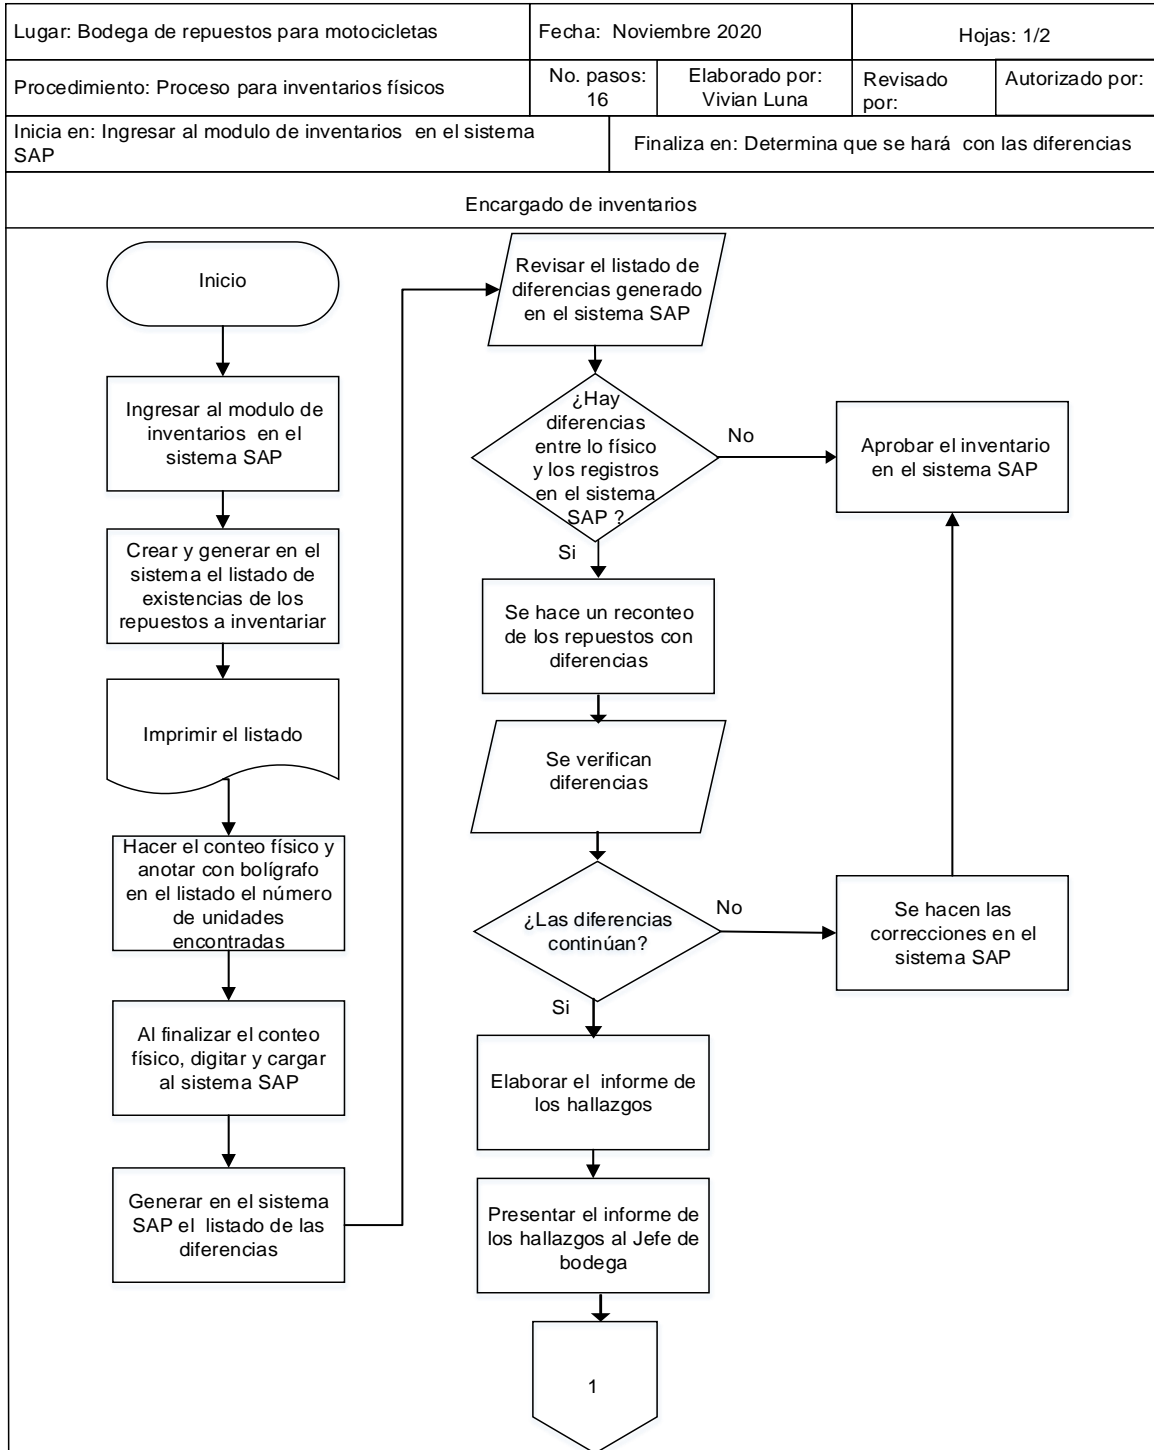 Lugar: Bodega de repuestos para motocicletas
Fecha: Noviembre 2020
Hojas: 1/2
Procedimiento: Proceso para inventarios físicos
No. pasos:
16
Elaborado por:
Vivian Luna
Revisado
por:
Autorizado por:
Inicia en: Ingresar al modulo de inventarios en el sistema
SAP
Finaliza en: Determina que se hará con las diferencias
Encargado de inventarios
Inicio
Ingresar al modulo de
inventarios en el
sistema SAP
Crear y generar en el
sistema el listado de
existencias de los
repuestos a inventariar
Imprimir el listado
Hacer el conteo físico y
anotar con bolígrafo
en el listado el número
de unidades
encontradas
Al finalizar el conteo
físico, digitar y cargar
al sistema SAP
Generar en el sistema
SAP el listado de las
diferencias
Revisar el listado de
diferencias generado
en el sistema SAP
¿Hay
diferencias
entre lo físico
y los registros
en el sistema
SAP ?
No
Aprobar el inventario
en el sistema SAP
Si
Se hace un reconteo
de los repuestos con
diferencias
Se verifican
diferencias
¿Las diferencias
continúan?
No
Se hacen las
correcciones en el
sistema SAP
Si
Elaborar el informe de
los hallazgos
Presentar el informe de
los hallazgos al Jefe de
bodega
1